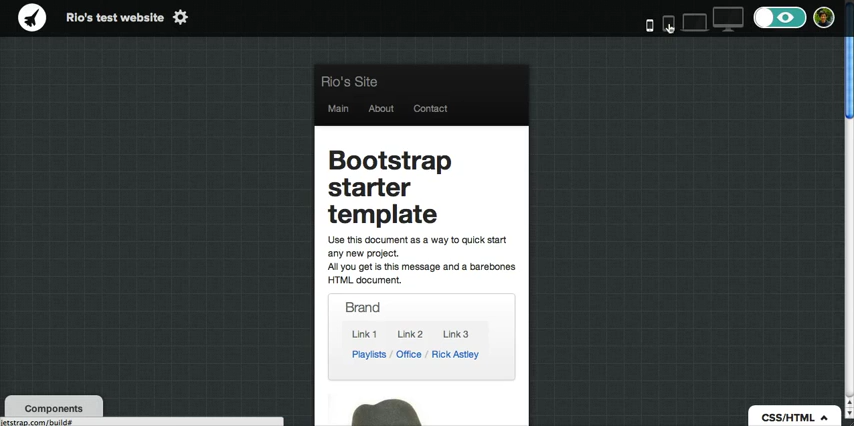 Rio's test website
Rio's Site
Main About Contact
Bootstrap
starter
template
Use this document as a way to quick start
any new project.
All you get is this message and a barebones
HTML document.
Brand
Link 1 Link 2 Link 3
Playlists / Office / Rick Astley
Components
CSS/HTML
jetstrap.com/build#